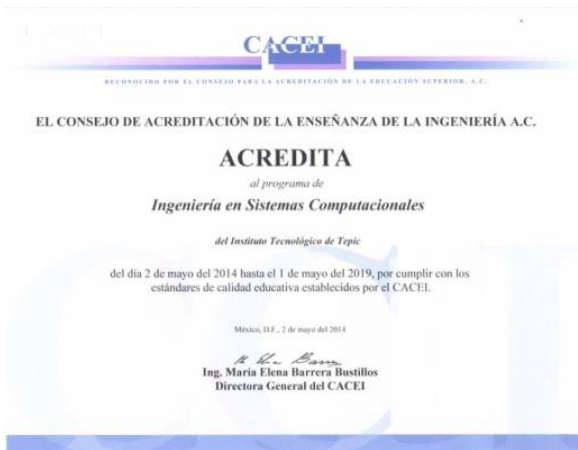 CACEI
RECONOCIDO POR EL CONSEJO PARA LA ACREDITACIÓN DE LA EDUCACIÓN SUPERIOR, A.C.
EL CONSEJO DE ACREDITACIÓN DE LA ENSEÑANZA DE LA INGENIERÍA A.C.
ACREDITA
al programa de
Ingeniería en Sistemas Computacionales
del Instituto Tecnológico de Tepic
del día 2 de mayo del 2014 hasta el 1 de mayo del 2019, por cumplir con los
estándares de calidad educativa establecidos por el CACEI.
México, D.F., 2 de mayo del 2014
Ing. María Elena Barrera Bustillos
Directora General del CACEI